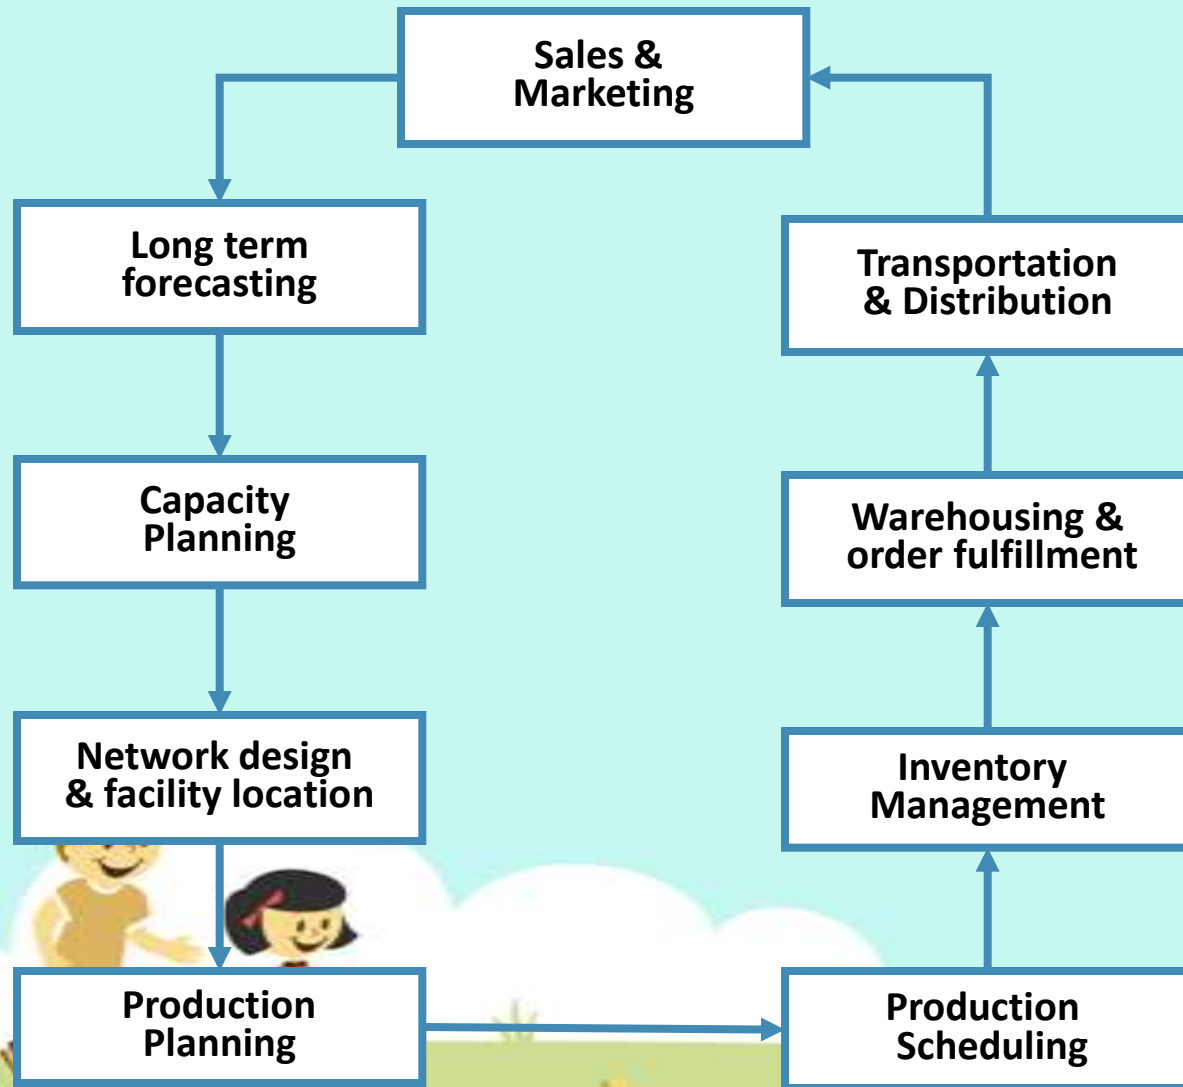 Sales &
Marketing
Long term
forecasting
Transportation
& Distribution
Capacity
Planning
Warehousing &
order fulfillment
Network design
& facility location
Inventory
Management
Production
Planning
Production
Scheduling